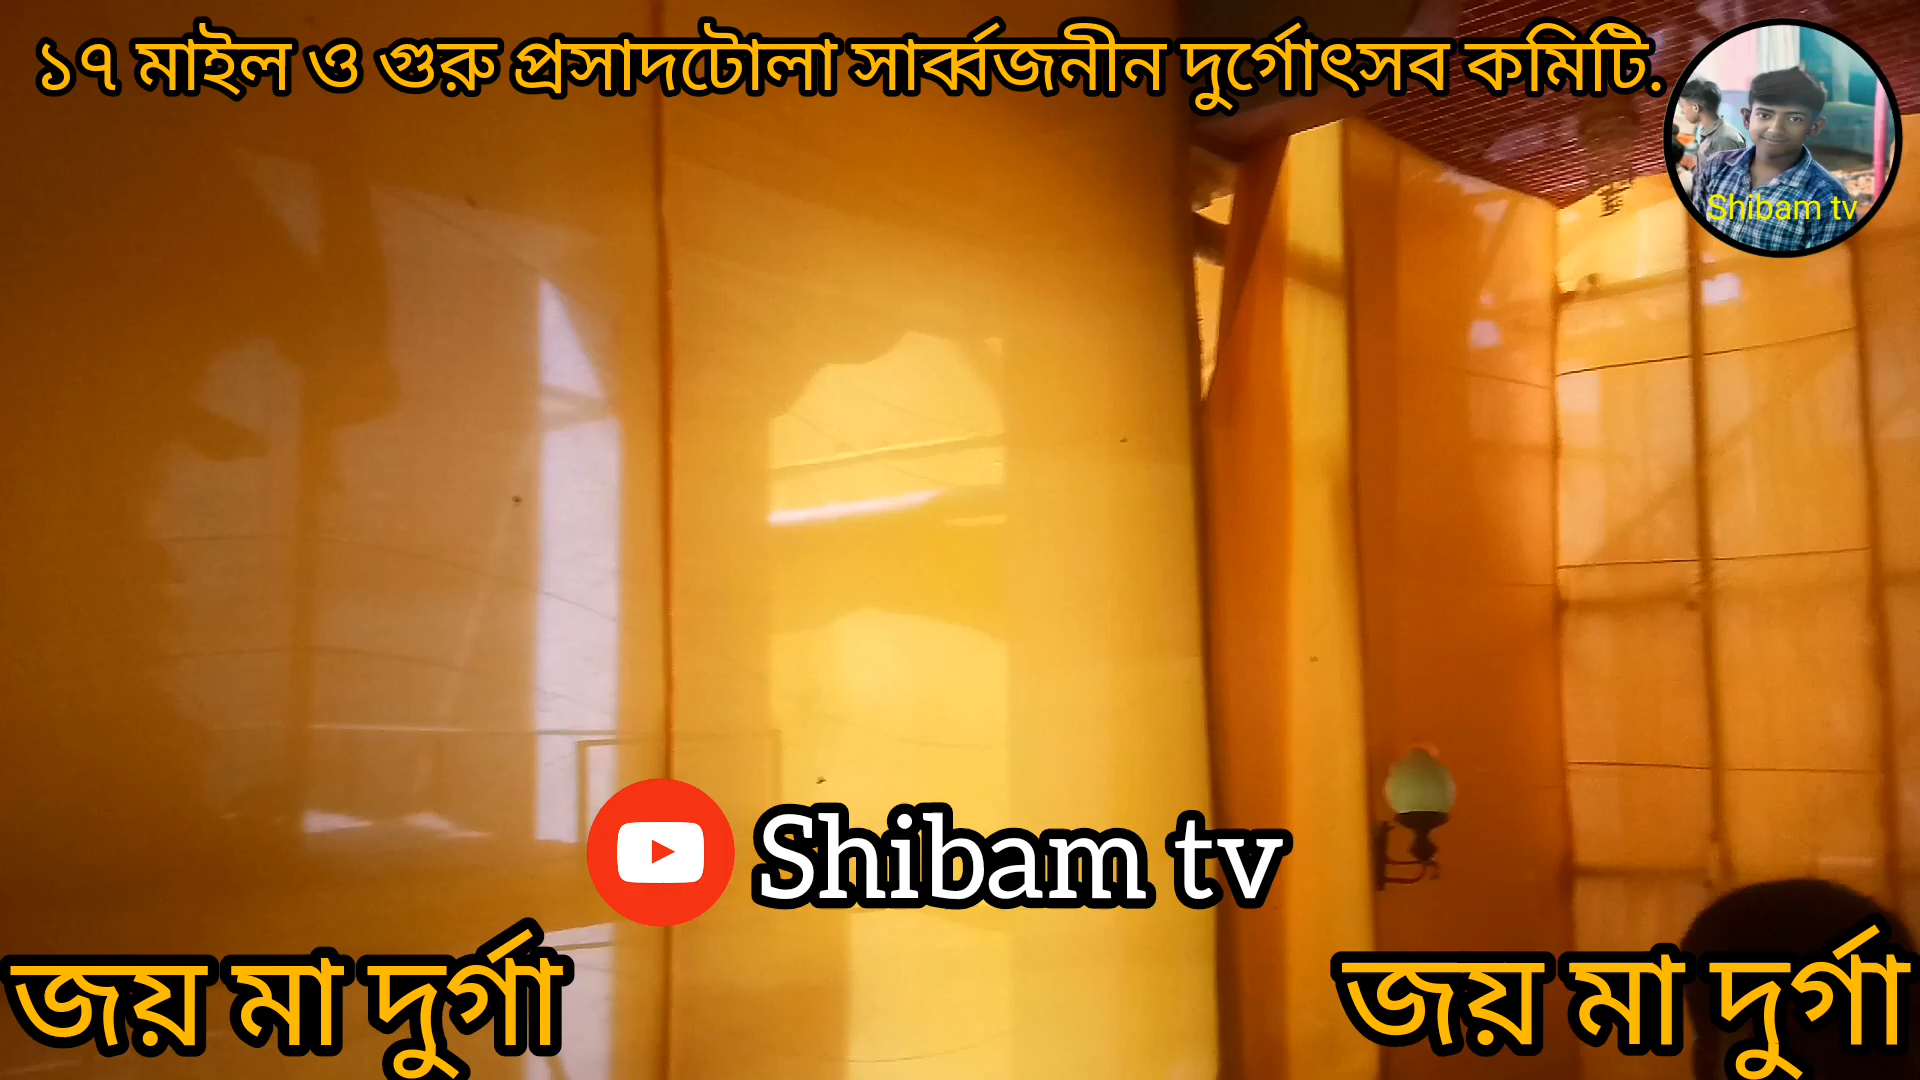 ১৭ মাইল ও গুরু প্রসাদটোলা সার্ব্বজনীন দুর্গোৎসব কমিটি.
Shibam tv
Shibam tv
জয় মা দুর্গা
জয় মা দুর্গা